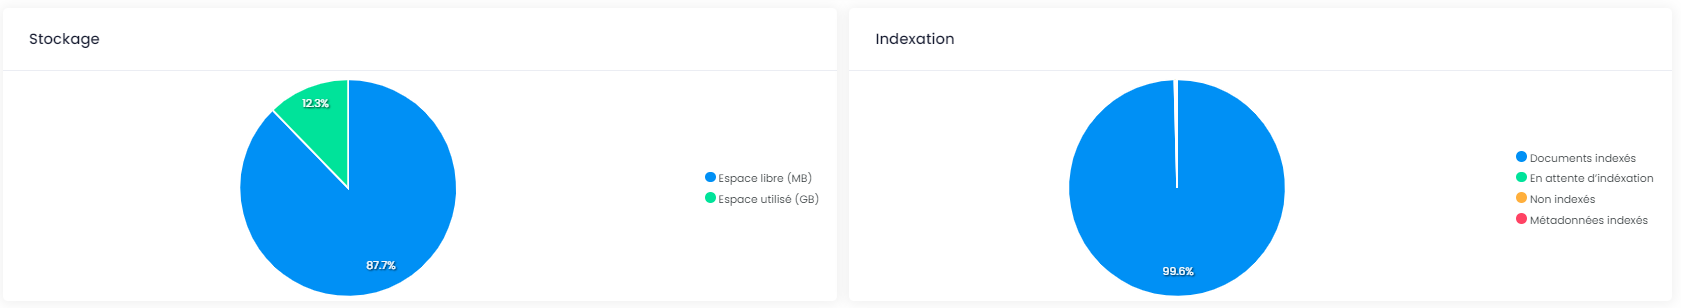 Stockage
12.3%
87.7%
Espace libre (MB)
Espace utilisé (GB)
Indexation
99.6%
Documents indexés
En attente d'indéxation
Non indexés
Métadonnées indexés